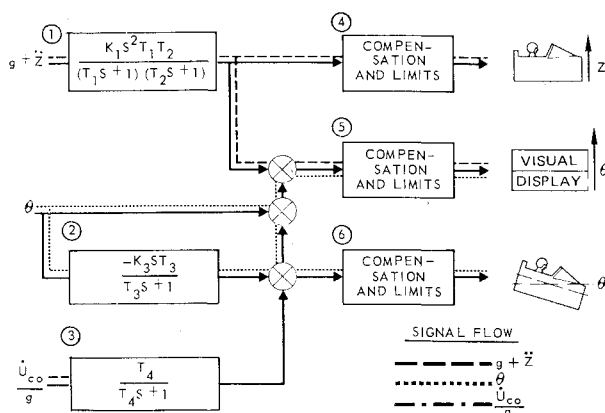 ①
g + Z̈
K₁S²T₁T₂
(T₁S + 1) (T₂S + 1)
④
COMPEN-
SATION
AND LIMITS
Z
⑤
COMPEN-
SATION
AND LIMITS
VISUAL
DISPLAY
θ
θ
②
-K₃ST₃
T₃S + 1
⑥
COMPEN-
SATION
AND LIMITS
θ
③
U̇co
g
T₄
T₄S + 1
SIGNAL FLOW
g + Z̈
θ
U̇co
g